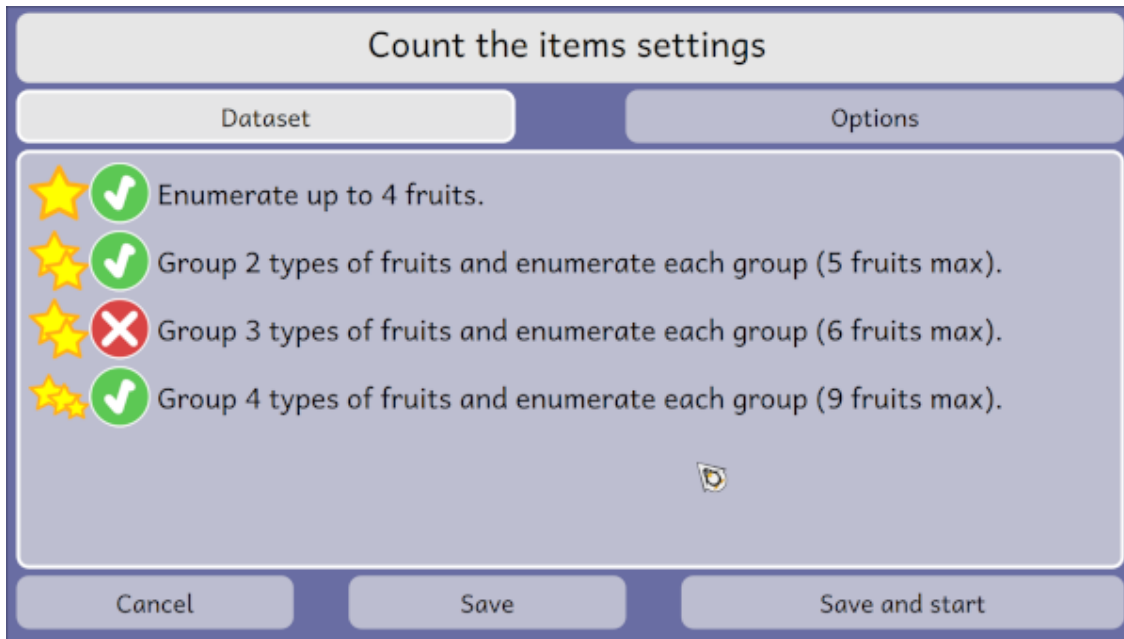 Count the items settings
Dataset
Options
Enumerate up to 4 fruits.
Group 2 types of fruits and enumerate each group (5 fruits max).
Group 3 types of fruits and enumerate each group (6 fruits max).
Group 4 types of fruits and enumerate each group (9 fruits max).
Cancel
Save
Save and start